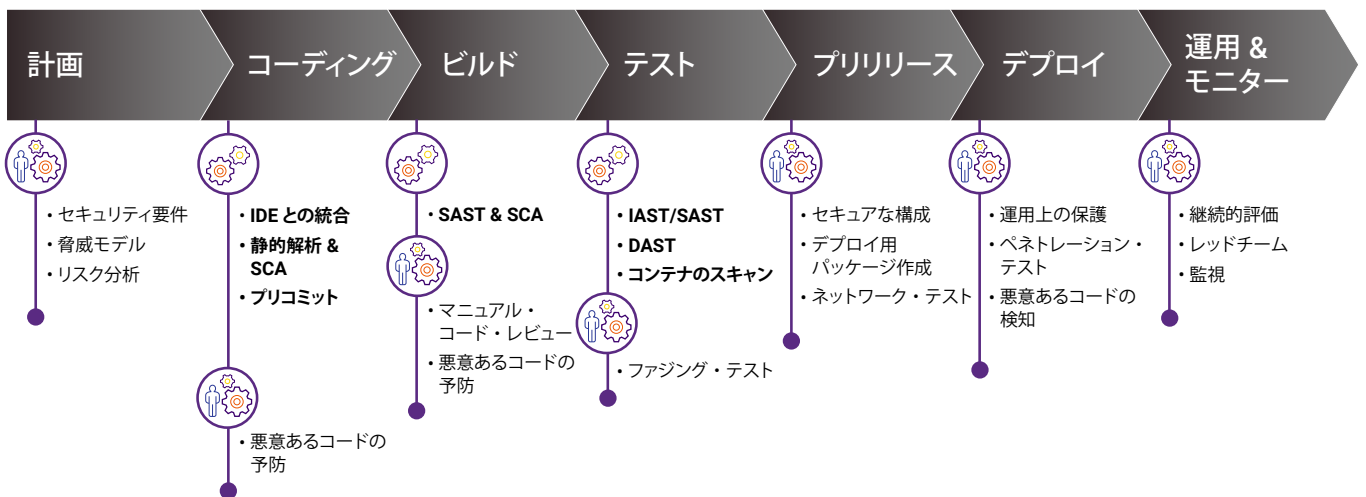 計画
コーディング
ビルド
テスト
プリリリース
デプロイ
運用 &
モニター
・セキュリティ要件
・脅威モデル
・リスク分析
・IDE との統合
・静的解析 &
SCA
・プリコミット
・悪意あるコードの
予防
・SAST & SCA
・マニュアル・
コード・レビュー
・悪意あるコードの
予防
・IAST/SAST
・DAST
・コンテナのスキャン
・ファジング・テスト
・セキュアな構成
・デプロイ用
パッケージ作成
・ネットワーク・テスト
・運用上の保護
・ペネトレーション・
テスト
・悪意あるコードの
検知
・継続的評価
・レッドチーム
・監視